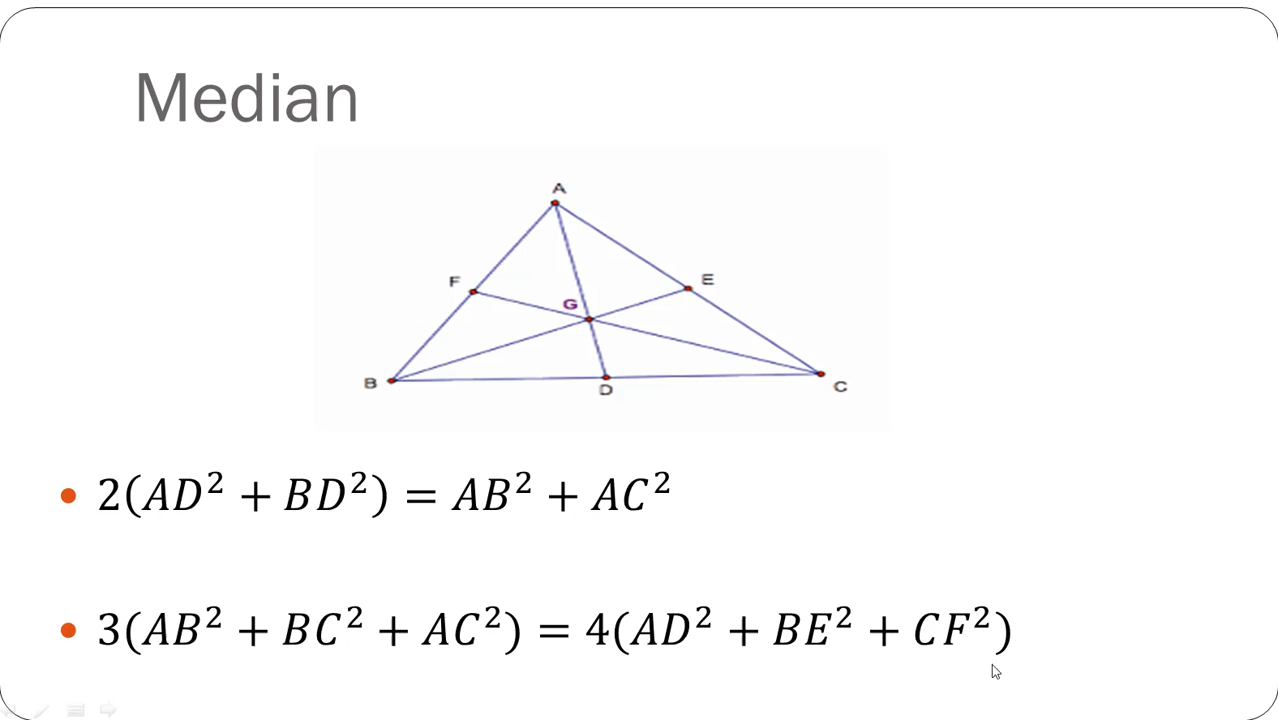 Median
A
F
E
G
B
D
C
• 2(AD² + BD²) = AB² + AC²
• 3(AB² + BC² + AC²) = 4(AD² + BE² + CF²)